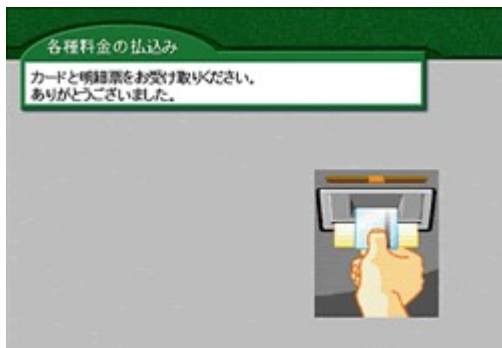 各種料金の払込み
カードと明細票をお受け取りください。
ありがとうございました。